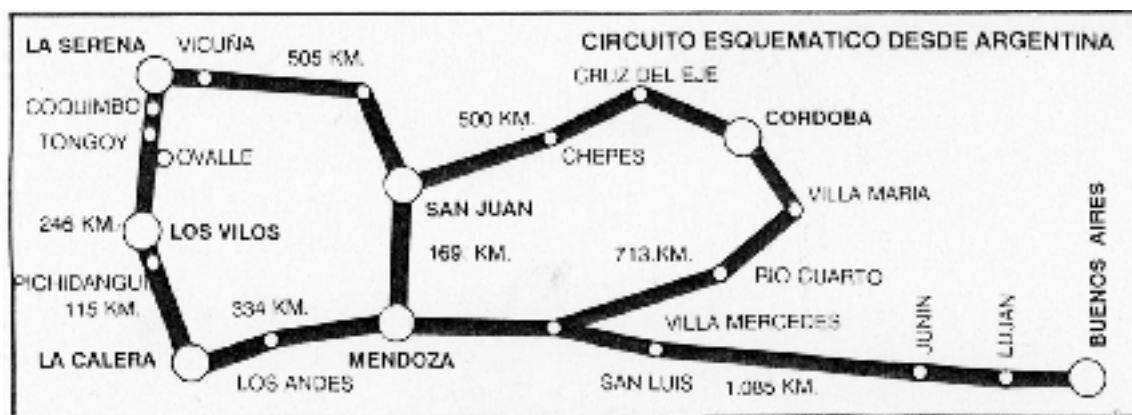 CIRCUITO ESQUEMATICO DESDE ARGENTINA
LA SERENA
VICUÑA
505 KM.
CRUZ DEL EJE
COQUIMBO
TONGOY
OVALLE
500 KM.
CHEPES
CORDOBA
SAN JUAN
VILLA MARIA
246 KM.
LOS VILOS
169. KM.
713.KM.
RIO CUARTO
PICHIDANGUI
115 KM.
334 KM.
VILLA MERCEDES
LA CALERA
LOS ANDES
MENDOZA
SAN LUIS
1.085 KM.
JUNIN
LUJAN
BUENOS AIRES